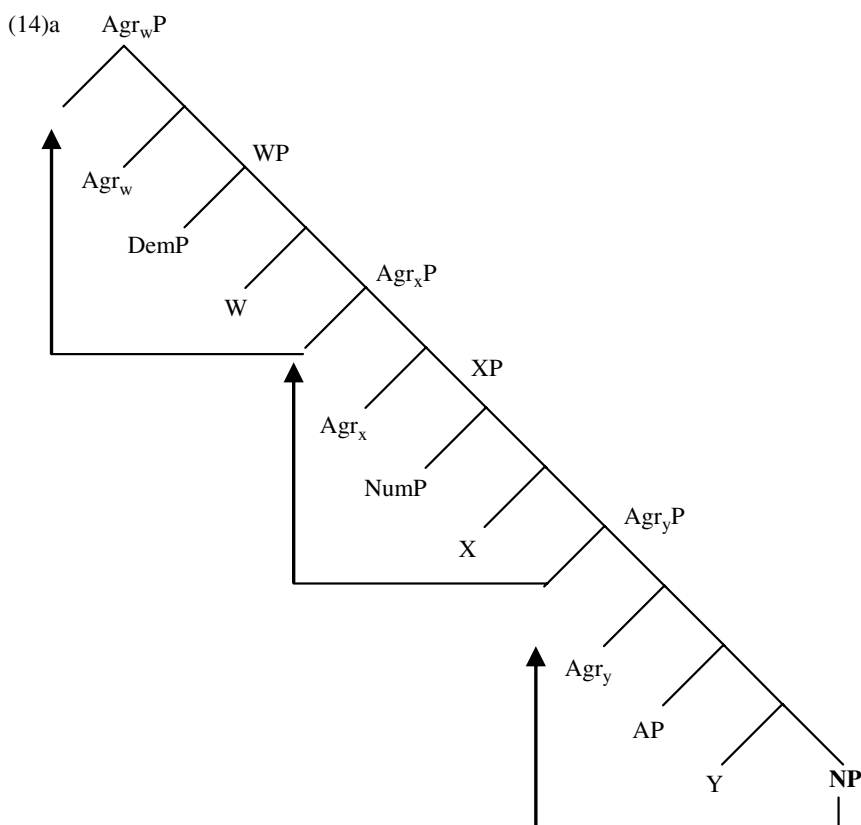 (14)a Agr_wP
Agr_w
WP
DemP
W
Agr_xP
Agr_x
XP
NumP
X
Agr_yP
Agr_y
AP
Y
NP